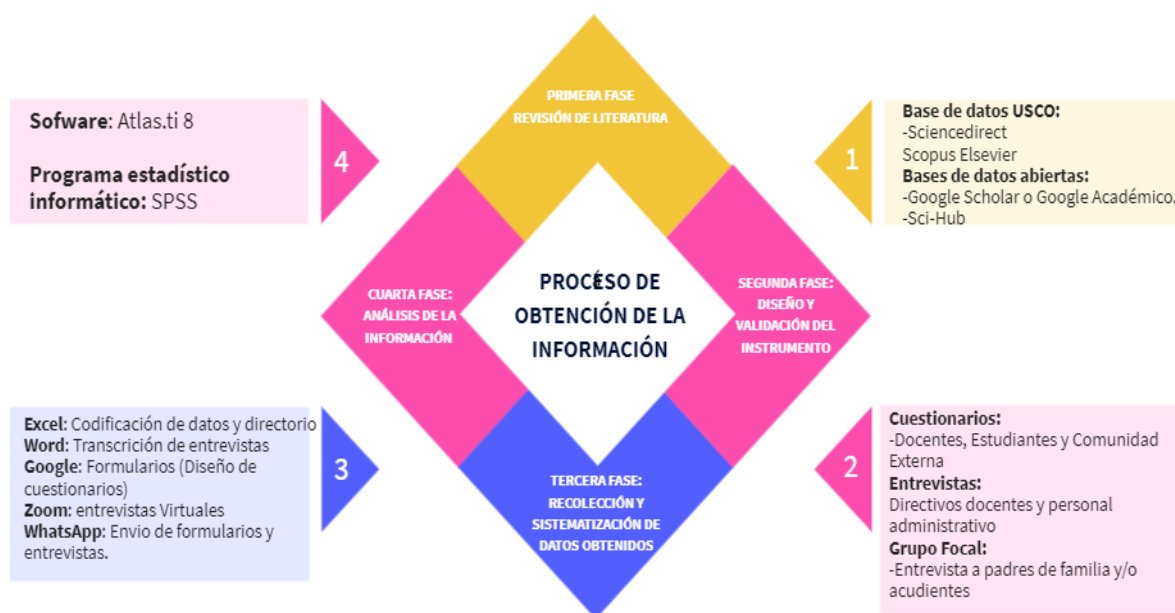 PRIMERA FASE
REVISIÓN DE LITERATURA
1
Base de datos USCO:
-Sciencedirect
Scopus Elsevier
Bases de datos abiertas:
-Google Scholar o Google Académico.
-Sci-Hub
SEGUNDA FASE:
DISEÑO Y
VALIDACIÓN DEL
INSTRUMENTO
2
Cuestionarios:
-Docentes, Estudiantes y Comunidad
Externa
Entrevistas:
Directivos docentes y personal
administrativo
Grupo Focal:
-Entrevista a padres de familia y/o
acudientes
TERCERA FASE:
RECOLECCIÓN Y
SISTEMATIZACIÓN DE
DATOS OBTENIDOS
3
Excel: Codificación de datos y directorio
Word: Transcrición de entrevistas
Google: Formularios (Diseño de
cuestionarios)
Zoom: entrevistas Virtuales
WhatsApp: Envio de formularios y
entrevistas.
CUARTA FASE:
ANÁLISIS DE LA
INFORMACIÓN
4
Sofware: Atlas.ti 8
Programa estadístico
informático: SPSS
PROCÉSO DE
OBTENCIÓN DE LA
INFORMACIÓN